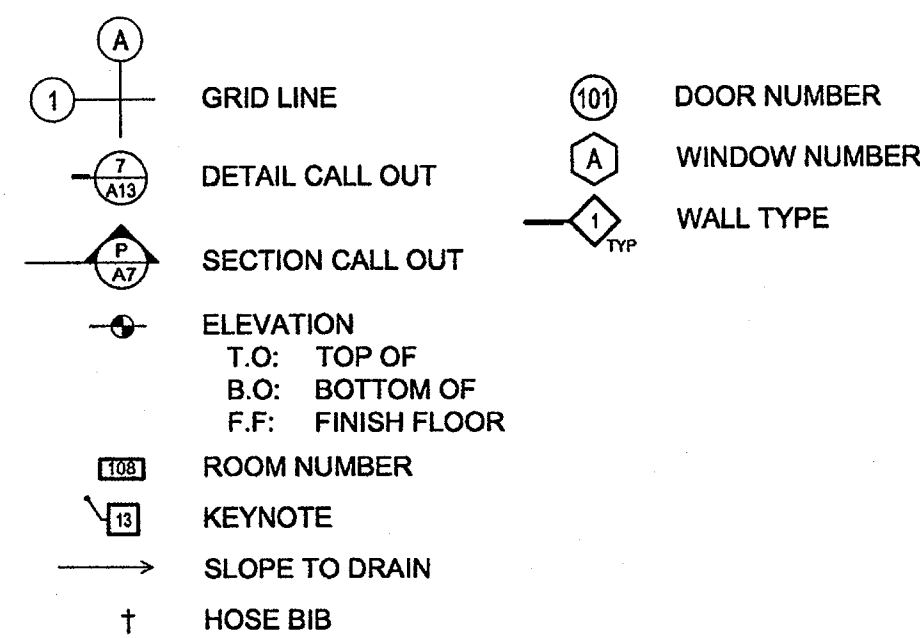 A
1 GRID LINE
7
A13 DETAIL CALL OUT
P
A7 SECTION CALL OUT
ELEVATION
T.O: TOP OF
B.O: BOTTOM OF
F.F: FINISH FLOOR
108 ROOM NUMBER
13 KEYNOTE
SLOPE TO DRAIN
HOSE BIB
101 DOOR NUMBER
A WINDOW NUMBER
1 TYP WALL TYPE